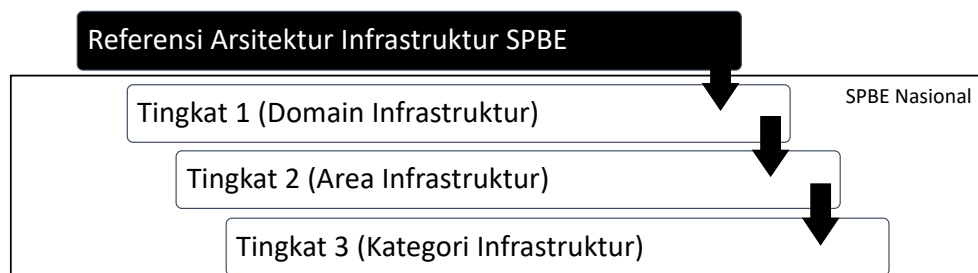 Referensi Arsitektur Infrastruktur SPBE
SPBE Nasional
Tingkat 1 (Domain Infrastruktur)
Tingkat 2 (Area Infrastruktur)
Tingkat 3 (Kategori Infrastruktur)